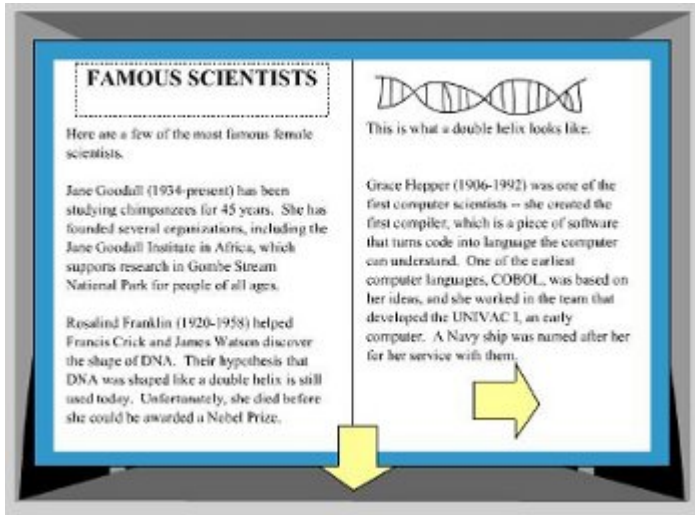 FAMOUS SCIENTISTS
Here are a few of the most famous female
scientists.
Jane Goodall (1934-present) has been
studying chimpanzees for 45 years. She has
founded several organizations, including the
Jane Goodall Institute in Africa, which
supports research in Gombe Stream
National Park for people of all ages.
Rosalind Franklin (1920-1958) helped
Francis Crick and James Watson discover
the shape of DNA. Their hypothesis that
DNA was shaped like a double helix is still
used today. Unfortunately, she died before
she could be awarded a Nobel Prize.
This is what a double helix looks like.
Grace Hopper (1906-1992) was one of the
first computer scientists -- she created the
first compiler, which is a piece of software
that turns code into language the computer
can understand. One of the earliest
computer languages, COBOL, was based on
her ideas, and she worked in the team that
developed the UNIVAC I, an early
computer. A Navy ship was named after her
for her service with them.